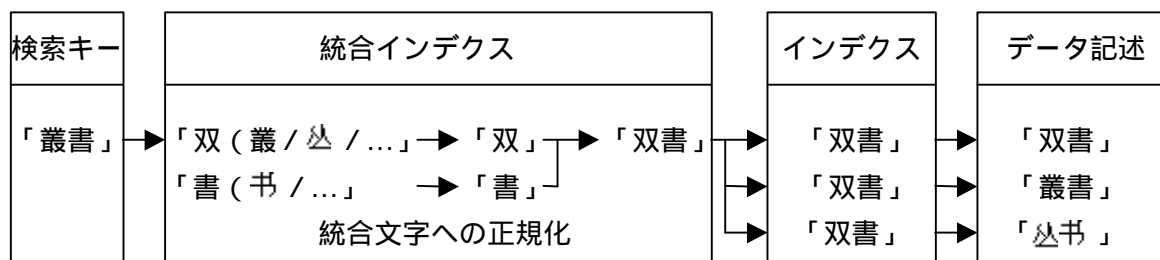 検索キー 統合インデクス インデクス データ記述
「叢書」 「双(叢/丛/…」 「双」 「双書」 「双書」 「双書」
「書(书/…」 「書」 「双書」 「叢書」
統合文字への正規化 「双書」 「丛书」